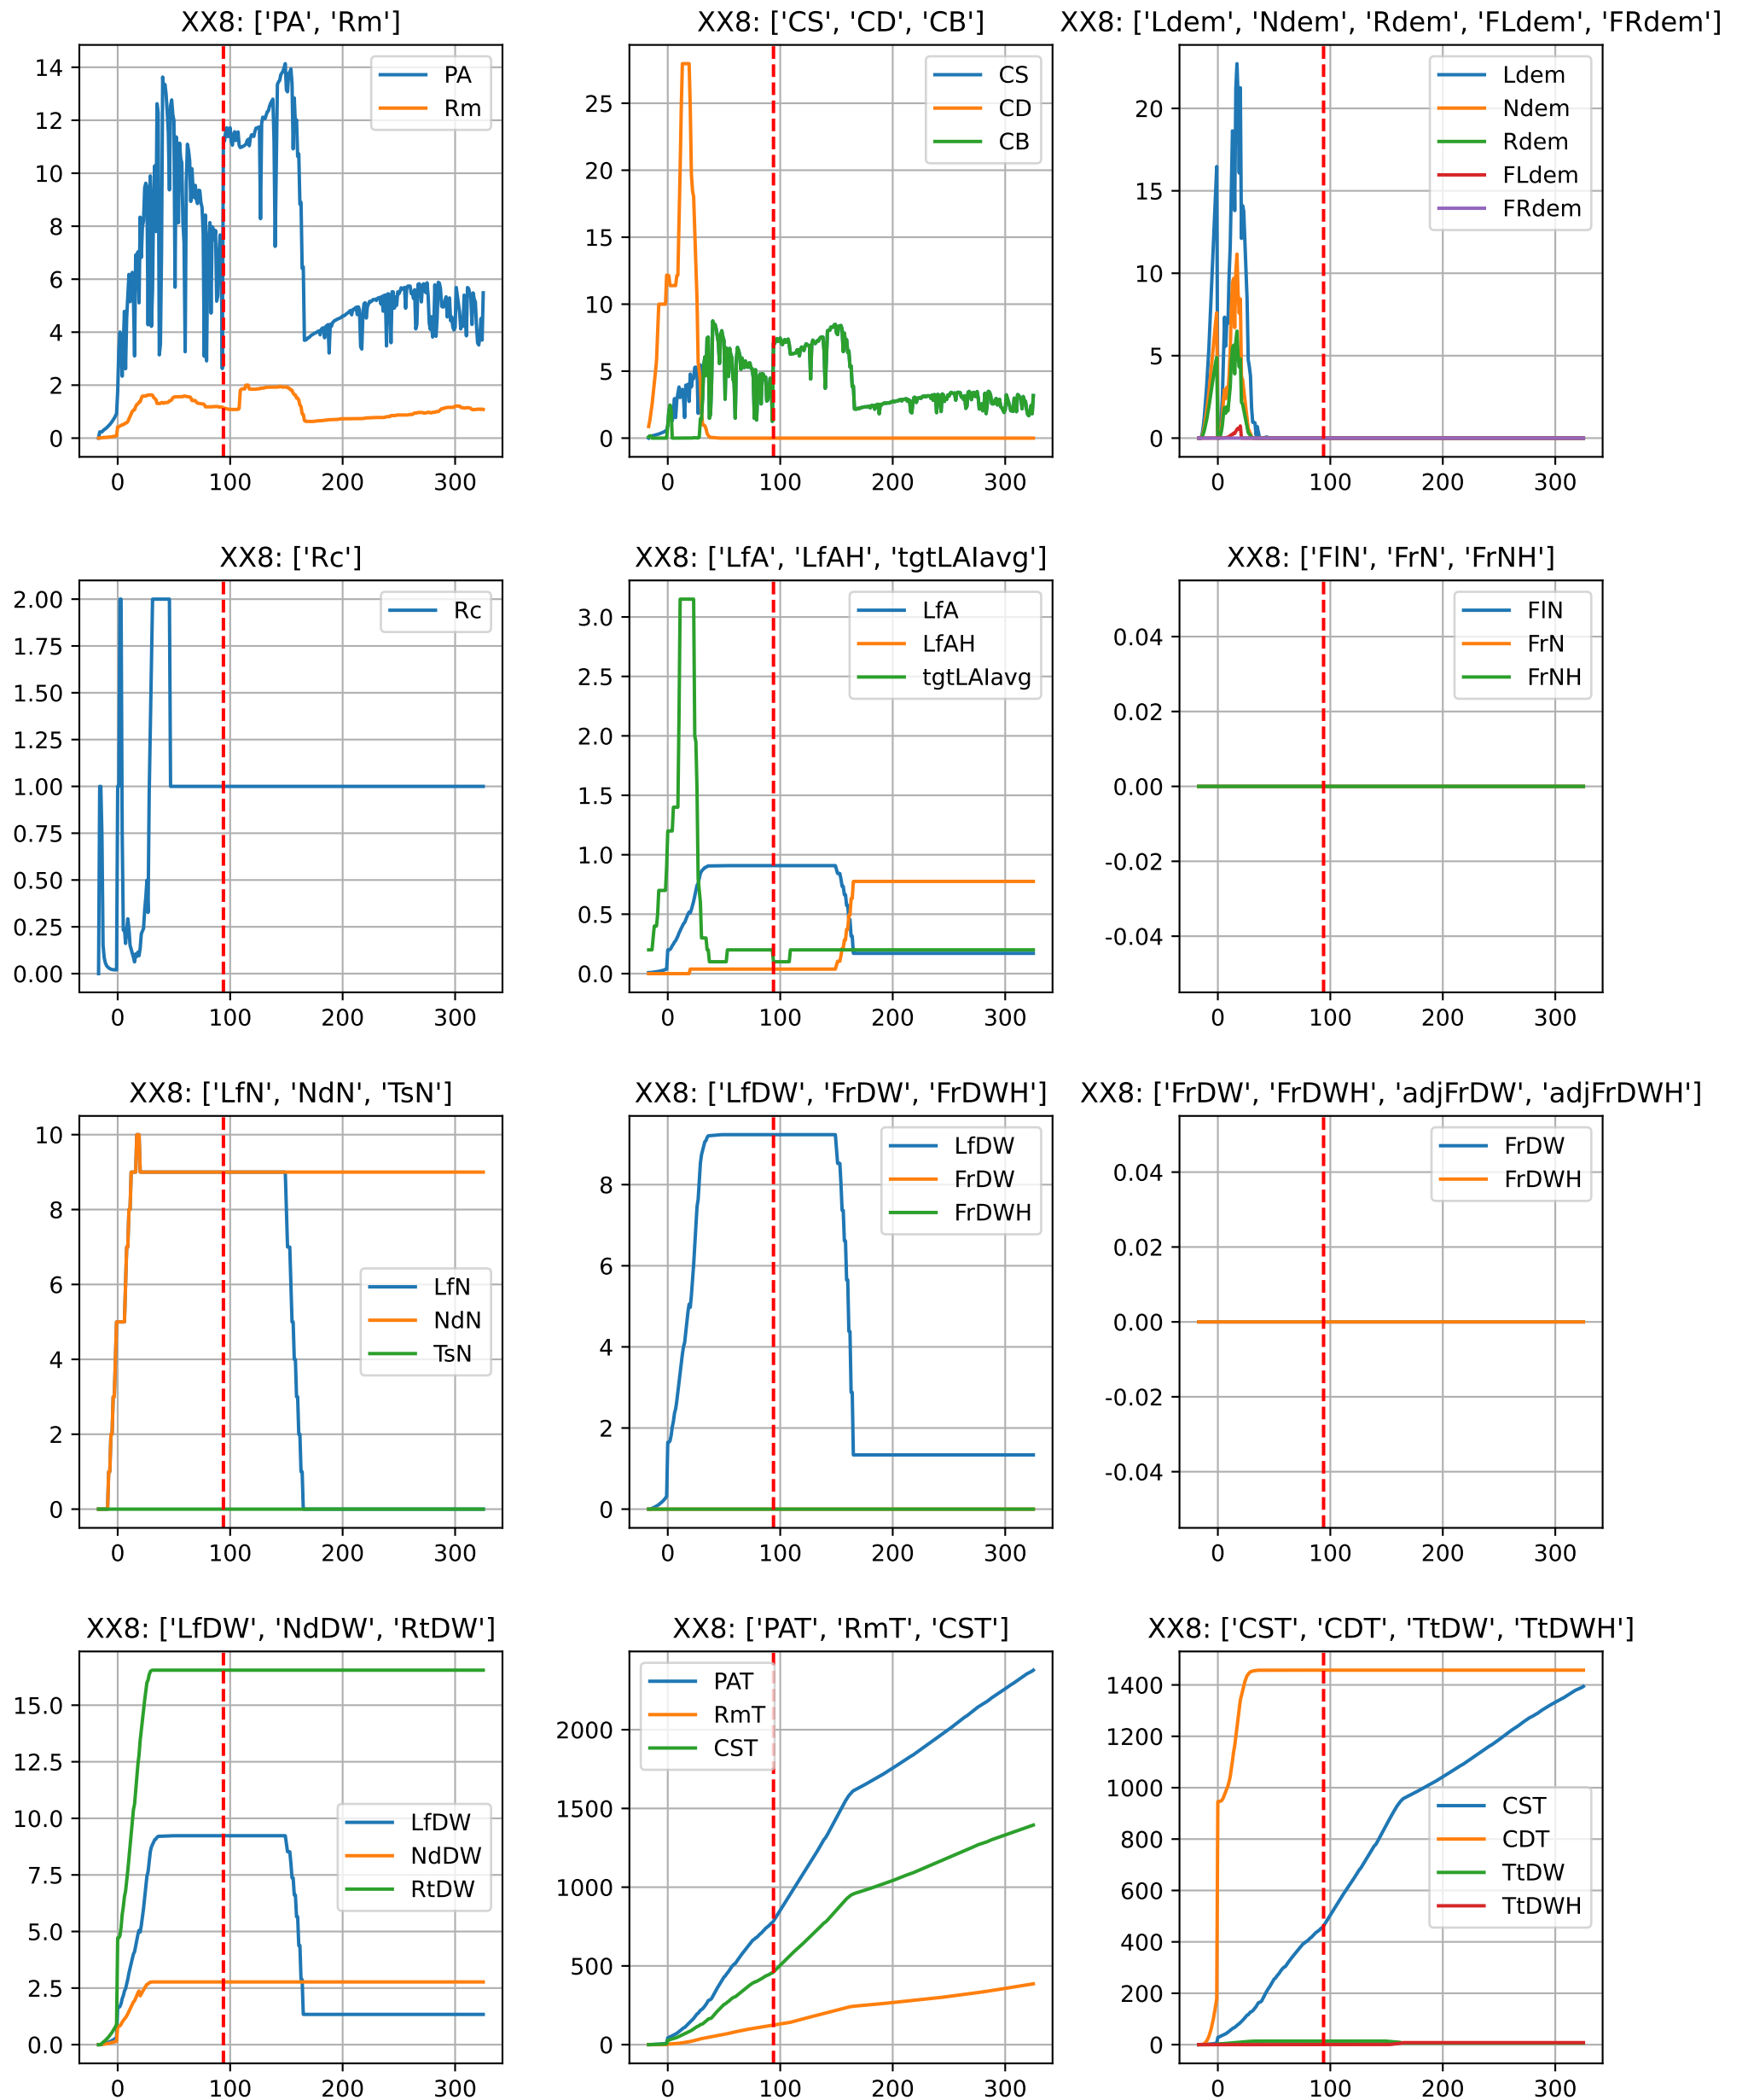 XX8: ['PA', 'Rm']
14
12
10
8
6
4
2
0
0 100 200 300
PA
Rm
XX8: ['CS', 'CD', 'CB']
25
20
15
10
5
0
0 100 200 300
CS
CD
CB
XX8: ['Ldem', 'Ndem', 'Rdem', 'FLdem', 'FRdem']
20
15
10
5
0
0 100 200 300
Ldem
Ndem
Rdem
FLdem
FRdem
XX8: ['Rc']
2.00
1.75
1.50
1.25
1.00
0.75
0.50
0.25
0.00
0 100 200 300
Rc
XX8: ['LfA', 'LfAH', 'tgtLAIavg']
3.0
2.5
2.0
1.5
1.0
0.5
0.0
0 100 200 300
LfA
LfAH
tgtLAIavg
XX8: ['FlN', 'FrN', 'FrNH']
0.04
0.02
0.00
-0.02
-0.04
0 100 200 300
FlN
FrN
FrNH
XX8: ['LfN', 'NdN', 'TsN']
10
8
6
4
2
0
0 100 200 300
LfN
NdN
TsN
XX8: ['LfDW', 'FrDW', 'FrDWH']
8
6
4
2
0
0 100 200 300
LfDW
FrDW
FrDWH
XX8: ['FrDW', 'FrDWH', 'adjFrDW', 'adjFrDWH']
0.04
0.02
0.00
-0.02
-0.04
0 100 200 300
FrDW
FrDWH
XX8: ['LfDW', 'NdDW', 'RtDW']
15.0
12.5
10.0
7.5
5.0
2.5
0.0
0 100 200 300
LfDW
NdDW
RtDW
XX8: ['PAT', 'RmT', 'CST']
2000
1500
1000
500
0
0 100 200 300
PAT
RmT
CST
XX8: ['CST', 'CDT', 'TtDW', 'TtDWH']
1400
1200
1000
800
600
400
200
0
0 100 200 300
CST
CDT
TtDW
TtDWH